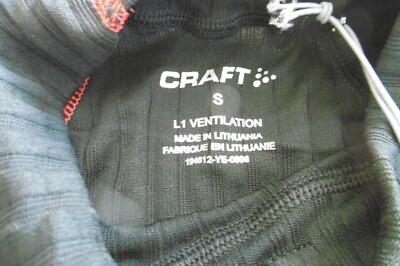 CRAFT
S
L1 VENTILATION
MADE IN LITHUANIA
FABRIQUE EN LITHUANIE
194612-YE-0896